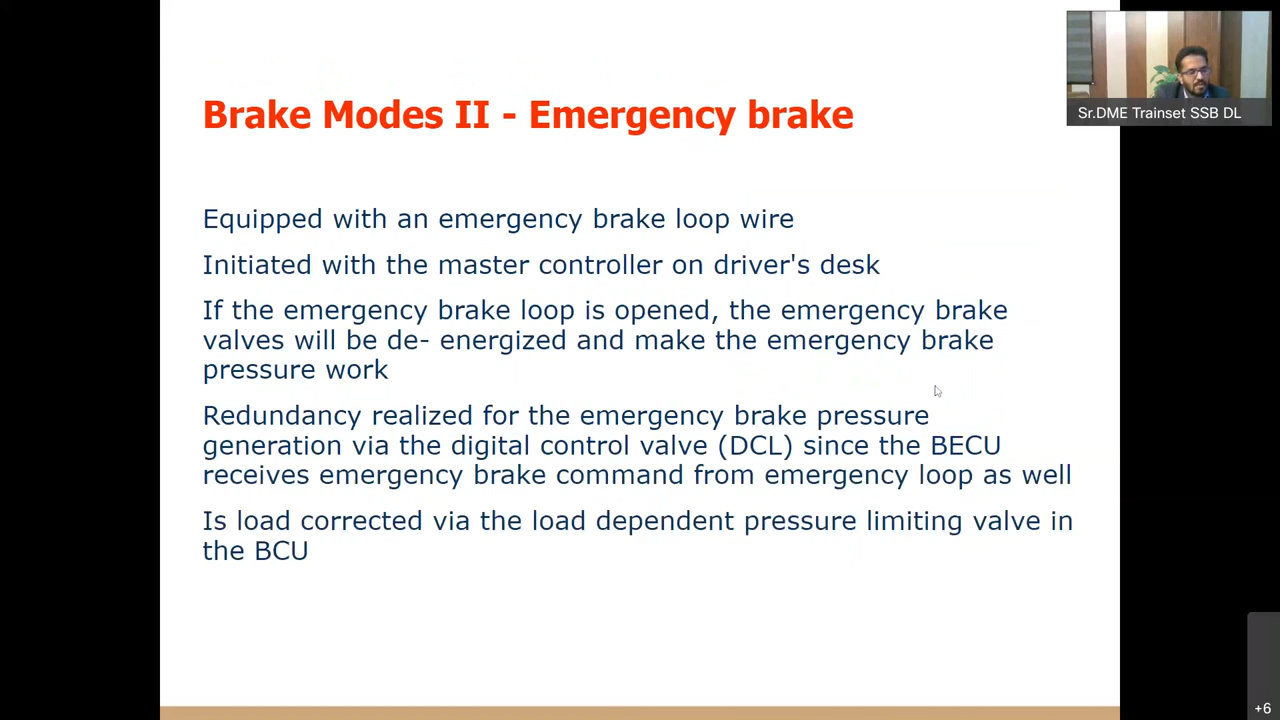 Brake Modes II - Emergency brake
Sr.DME Trainset SSB DL
Equipped with an emergency brake loop wire
Initiated with the master controller on driver's desk
If the emergency brake loop is opened, the emergency brake
valves will be de- energized and make the emergency brake
pressure work
Redundancy realized for the emergency brake pressure
generation via the digital control valve (DCL) since the BECU
receives emergency brake command from emergency loop as well
Is load corrected via the load dependent pressure limiting valve in
the BCU
+6